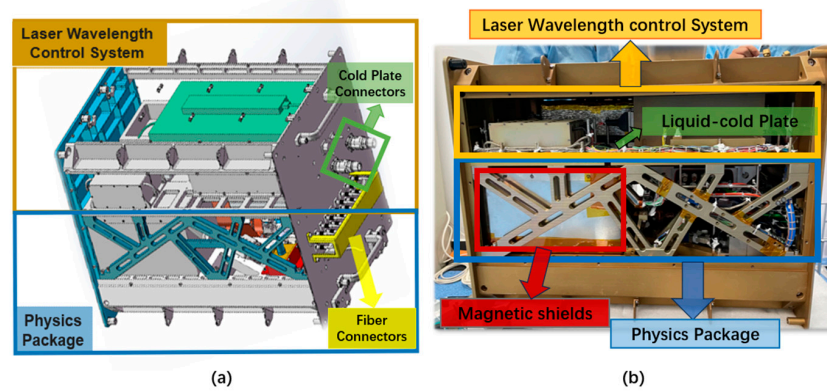 (a)
Laser Wavelength
Control System
Cold Plate
Connectors
Physics
Package
Fiber
Connectors
(a)
Laser Wavelength control System
Liquid-cold Plate
Magnetic shields
Physics Package
(b)